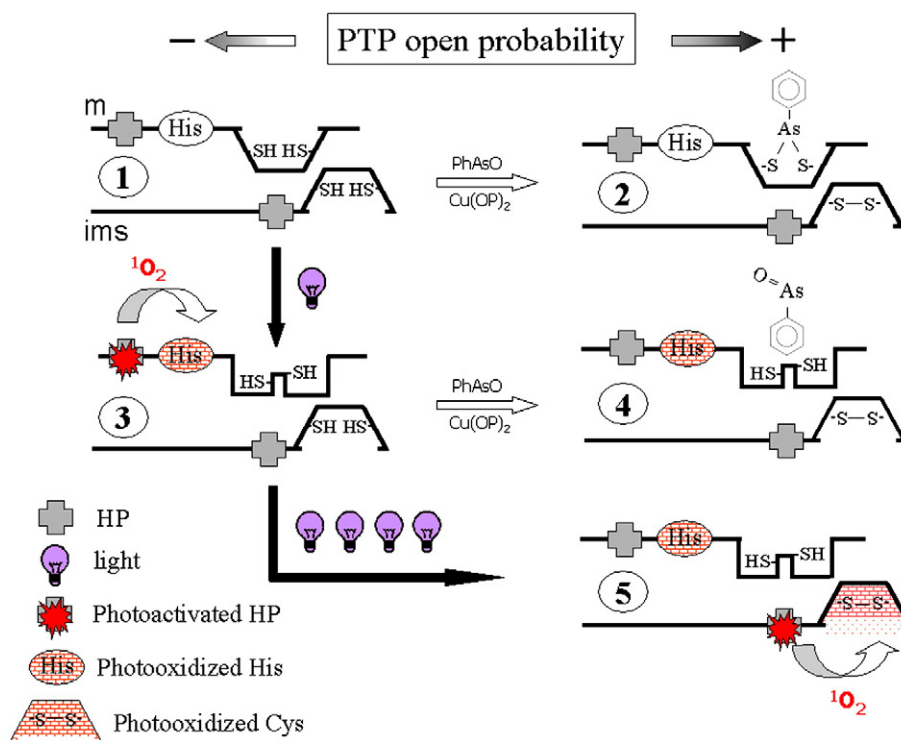 − PTP open probability +
m
His
-SH HS-
1
-SH HS-
ims
PhAsO
Cu(OP)2
As
His
-S S-
2
-S—S-
¹O₂
His
HS- -SH
3
-SH HS-
PhAsO
Cu(OP)2
O=
As
His
HS- -SH
4
-S—S-
HP
light
Photoactivated HP
His Photooxidized His
-S—S- Photooxidized Cys
His
HS- -SH
5
-S—S-
¹O₂